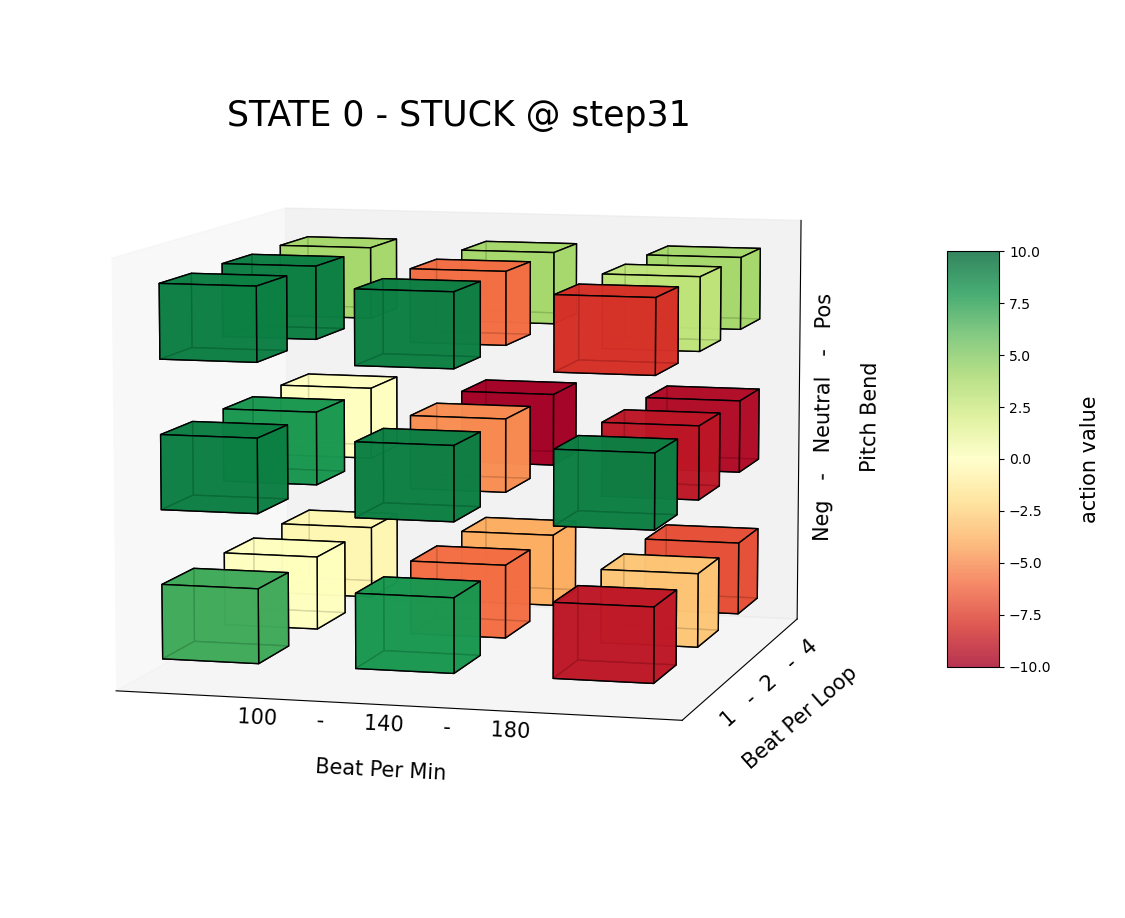 STATE 0 - STUCK @ step31
100 - 140 - 180
Beat Per Min
1 - 2 - 4
Beat Per Loop
Neg - Neutral - Pos
Pitch Bend
10.0
7.5
5.0
2.5
0.0
−2.5
−5.0
−7.5
−10.0
action value